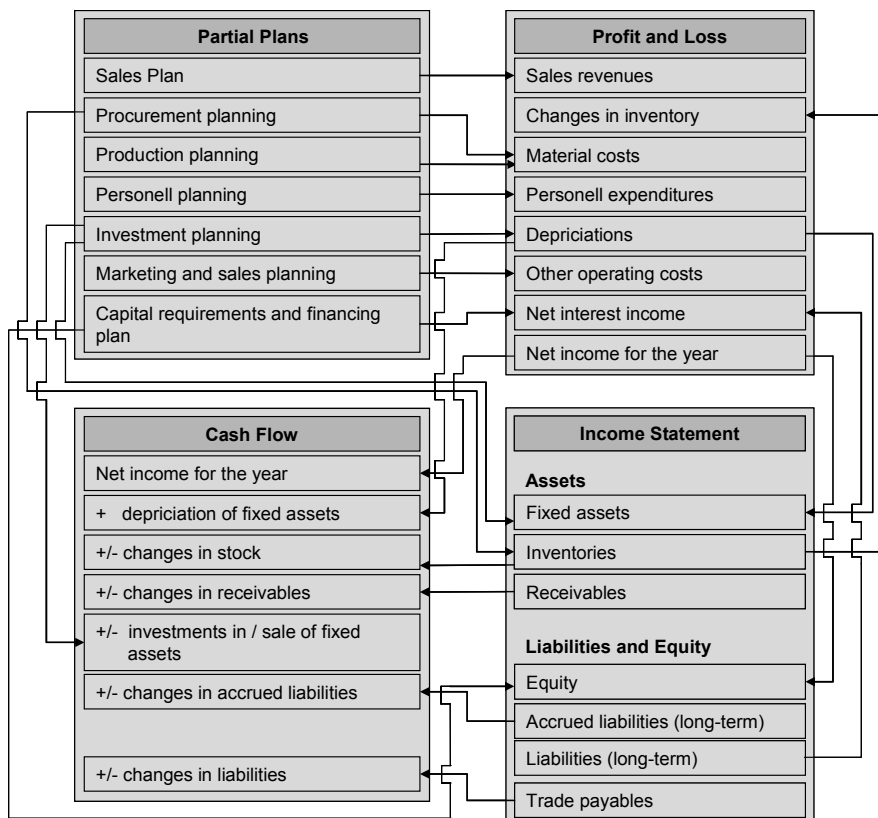 Partial Plans
Sales Plan
Procurement planning
Production planning
Personell planning
Investment planning
Marketing and sales planning
Capital requirements and financing
plan
Profit and Loss
Sales revenues
Changes in inventory
Material costs
Personell expenditures
Depriciations
Other operating costs
Net interest income
Net income for the year
Cash Flow
Net income for the year
+ depriciation of fixed assets
+/- changes in stock
+/- changes in receivables
+/- investments in / sale of fixed
assets
+/- changes in accrued liabilities
+/- changes in liabilities
Income Statement
Assets
Fixed assets
Inventories
Receivables
Liabilities and Equity
Equity
Accrued liabilities (long-term)
Liabilities (long-term)
Trade payables